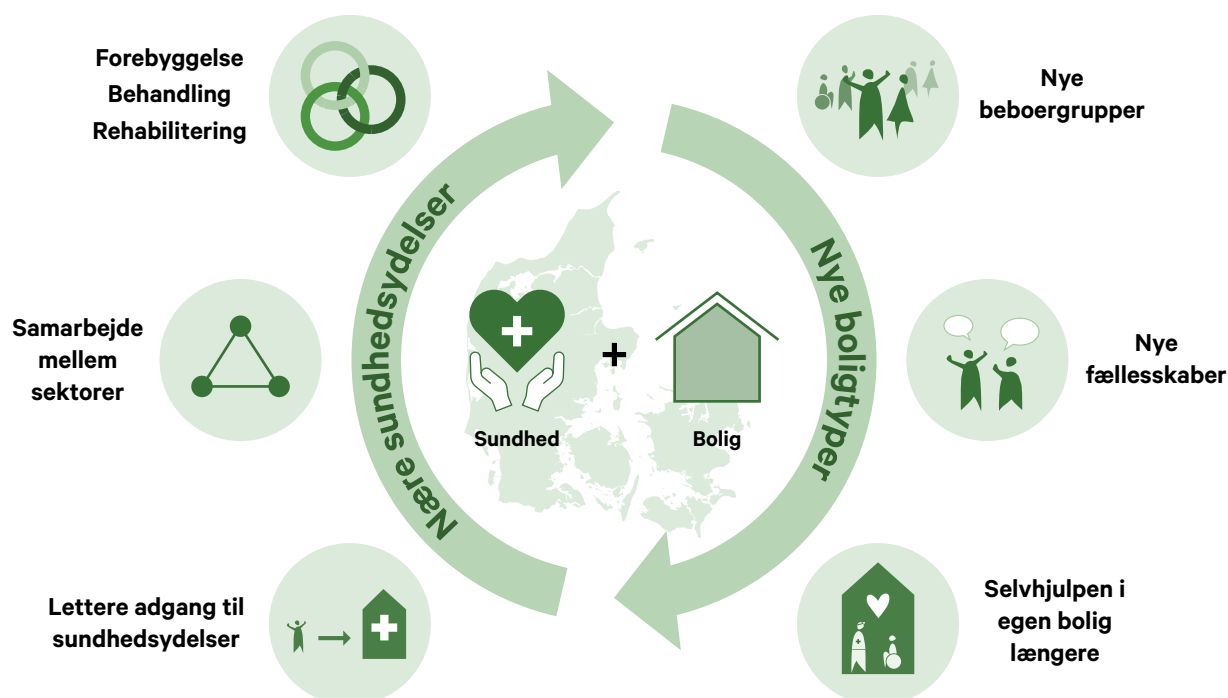 Forebyggelse
Behandling
Rehabilitering
Nye
beboergrupper
Nære sundhedsydelser
Nye boligtyper
Samarbejde
mellem
sektorer
Sundhed
+
Bolig
Nye
fællesskaber
Lettere adgang til
sundhedsydelser
Selvhjulpen i
egen bolig
længere